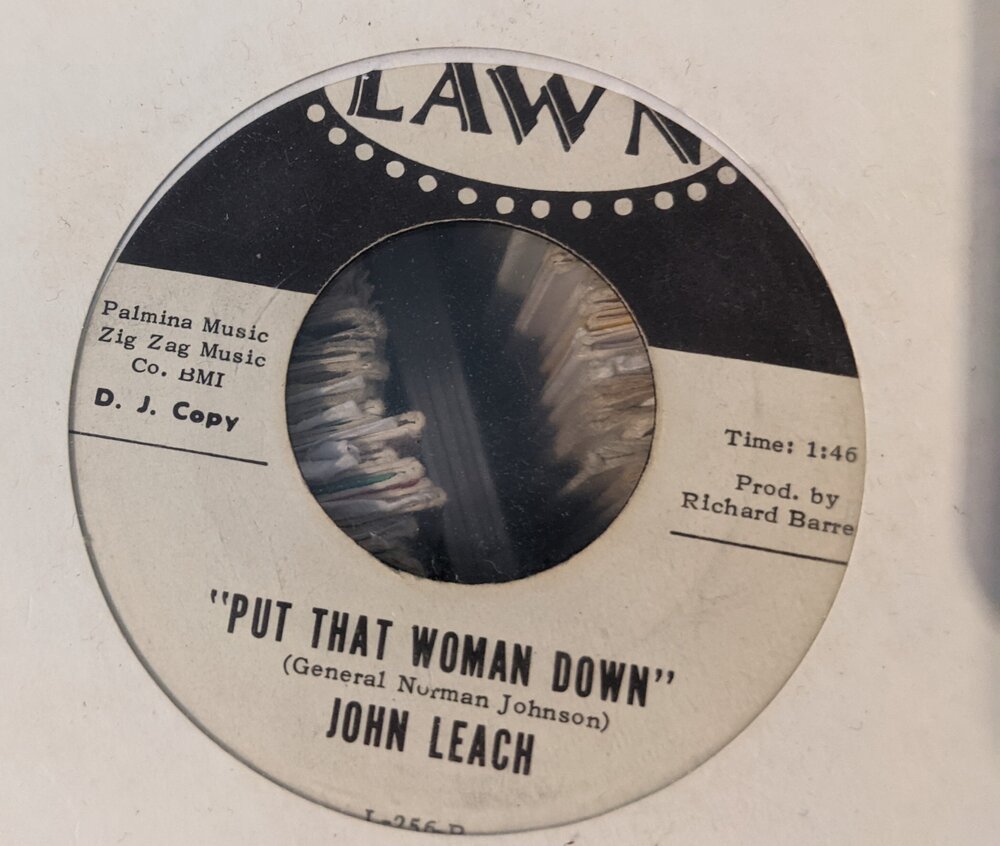 LAWN
Palmina Music
Zig Zag Music
Co. BMI
D. J. Copy
Time: 1:46
Prod. by
Richard Barre
"PUT THAT WOMAN DOWN"
(General Norman Johnson)
JOHN LEACH
L-256-B